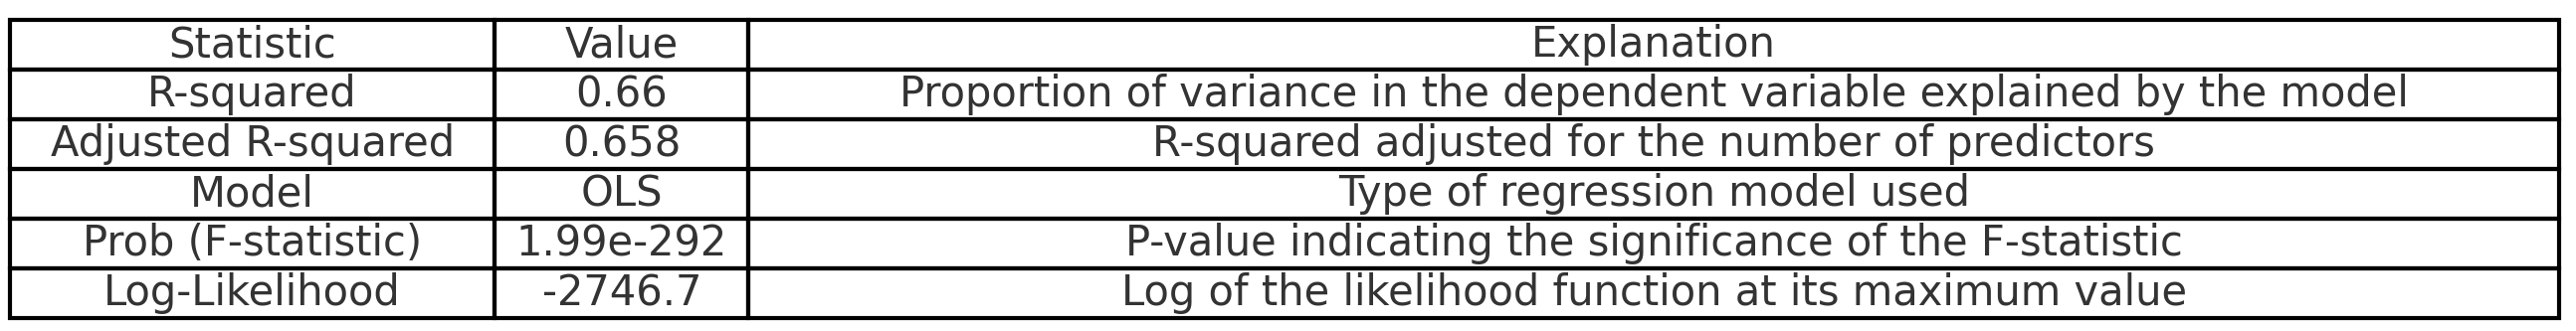 Statistic Value Explanation
R-squared 0.66 Proportion of variance in the dependent variable explained by the model
Adjusted R-squared 0.658 R-squared adjusted for the number of predictors
Model OLS Type of regression model used
Prob (F-statistic) 1.99e-292 P-value indicating the significance of the F-statistic
Log-Likelihood -2746.7 Log of the likelihood function at its maximum value